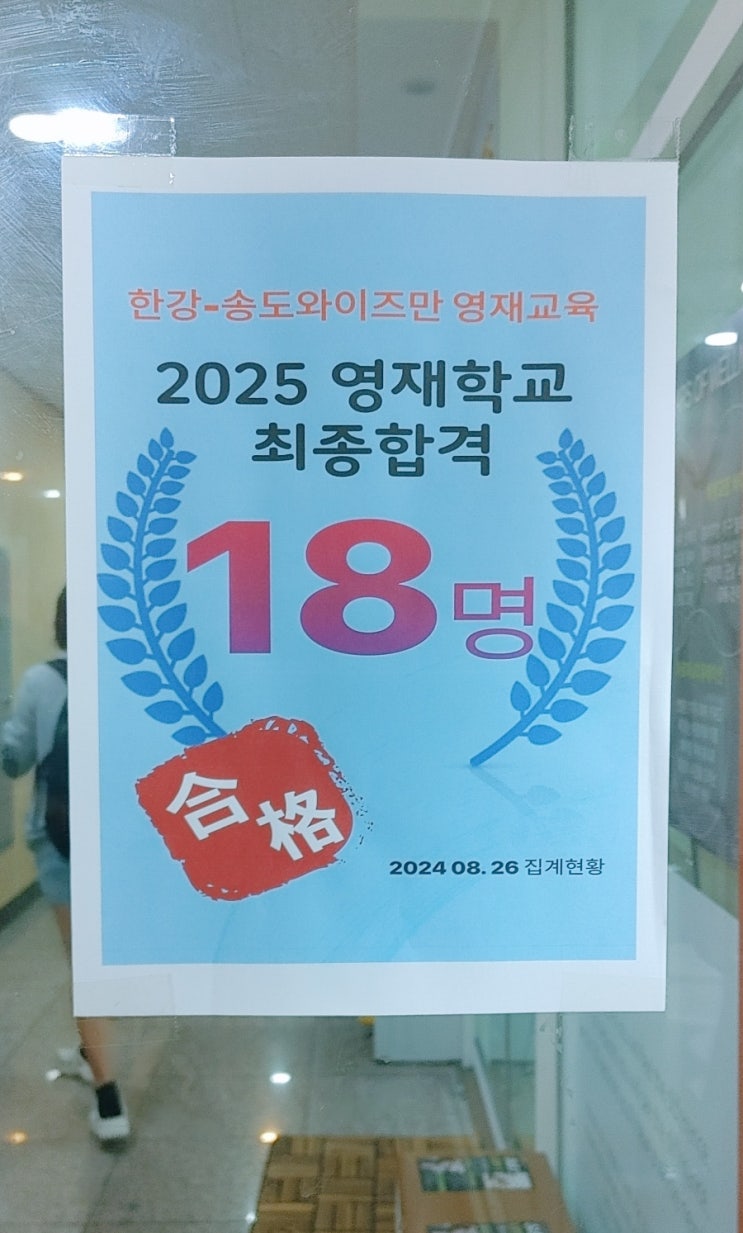 한강-송도와이즈만 영재교육
2025 영재학교
최종합격
18명
合格
2024 08. 26 집계현황